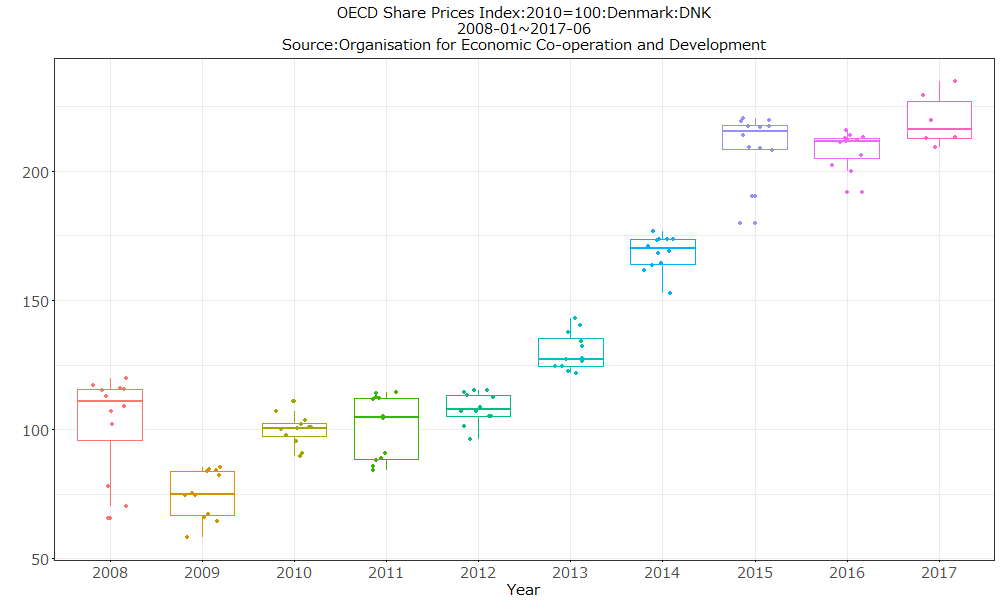 OECD Share Prices Index:2010=100:Denmark:DNK
2008-01~2017-06
Source:Organisation for Economic Co-operation and Development
200
150
100
50
2008 2009 2010 2011 2012 2013 2014 2015 2016 2017
Year